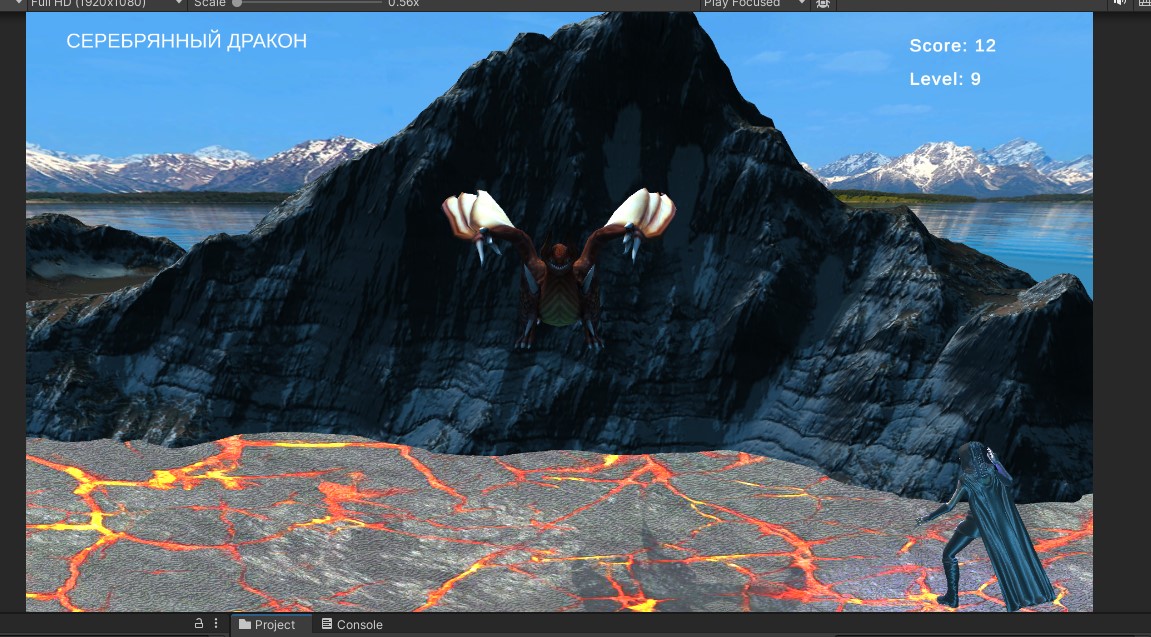 Full HD (1920x1080)
Scale
0.56x
Play Focused
СЕРЕБРЯННЫЙ ДРАКОН
Score: 12
Level: 9
Project
Console